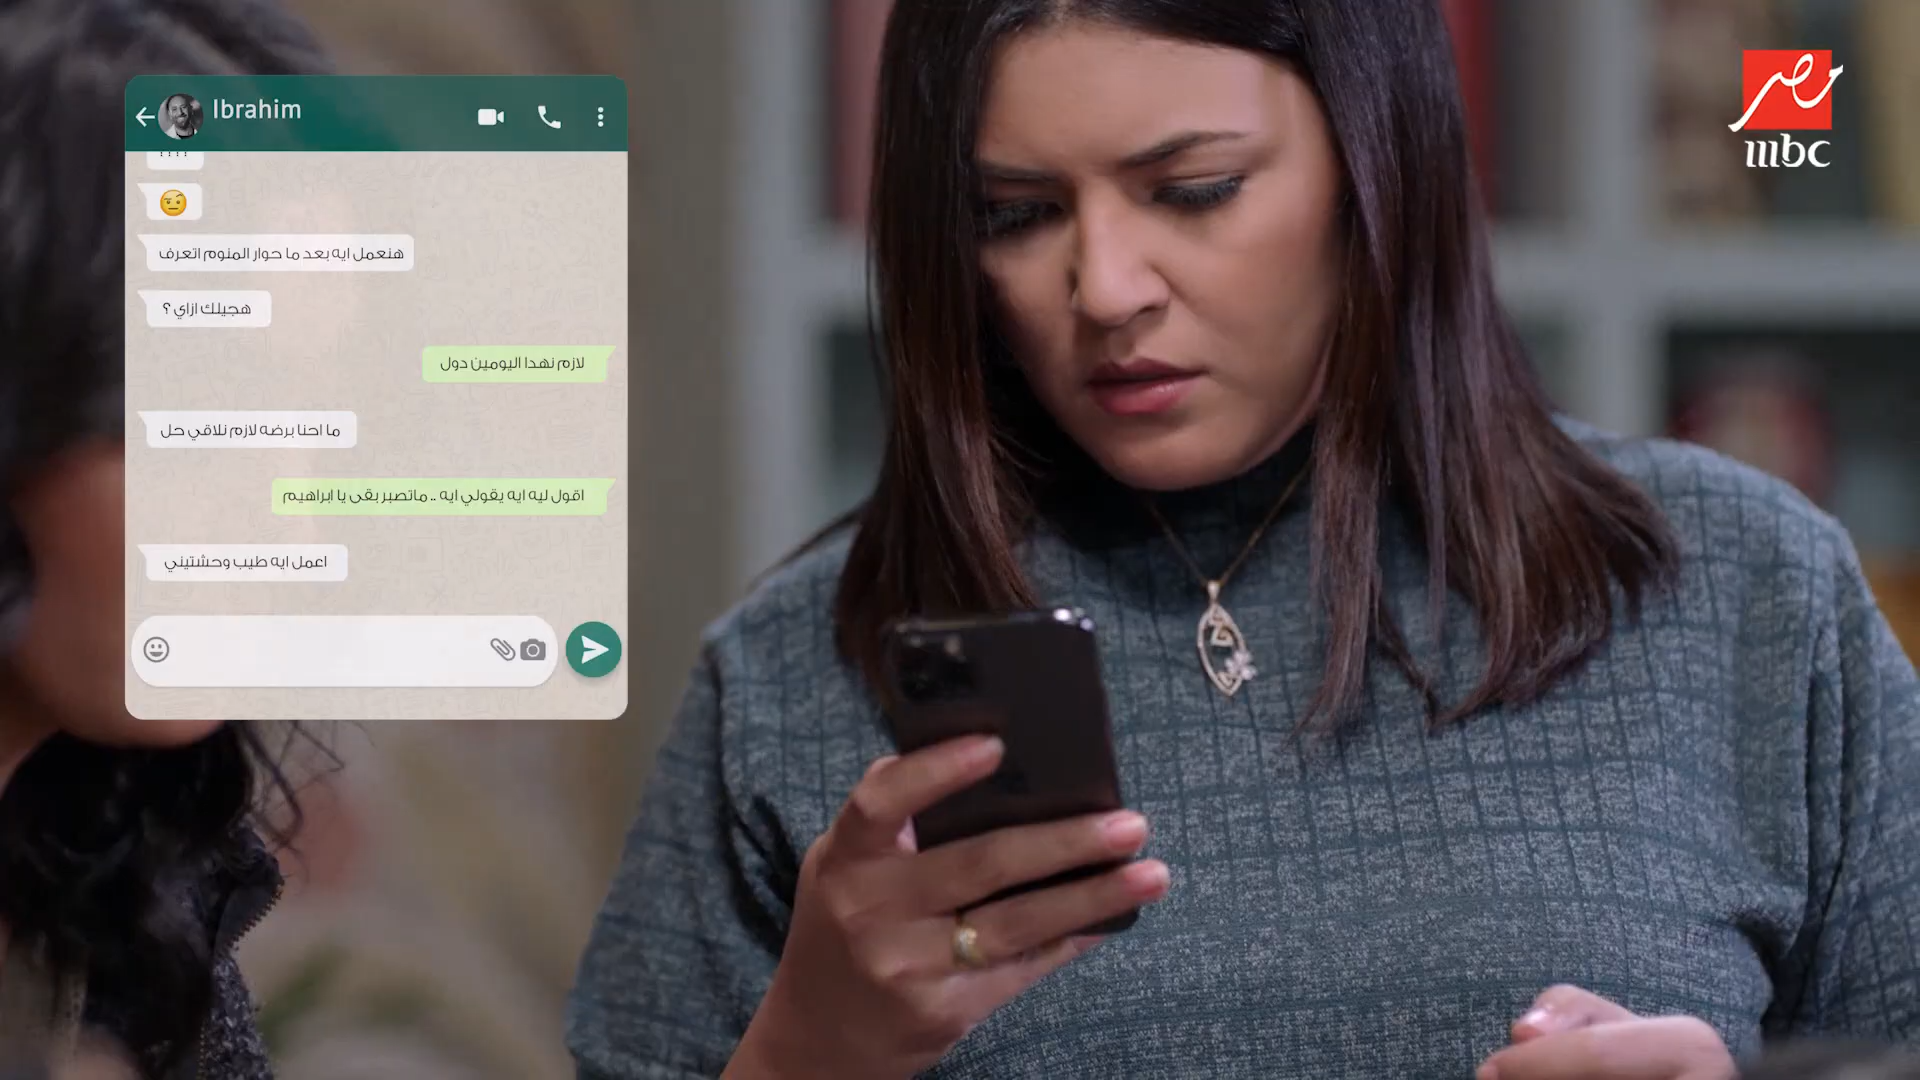 Ibrahim
؟؟؟؟
هنعمل ايه بعد ما حوار المنوم اتعرف
هجيلك ازاي ؟
لازم نهدا اليومين دول
ما احنا برضه لازم نلاقي حل
اقول ليه ايه يقولي ايه .. ماتصبر بقى يا ابراهيم
اعمل ايه طيب وحشتيني
مصر
mbc